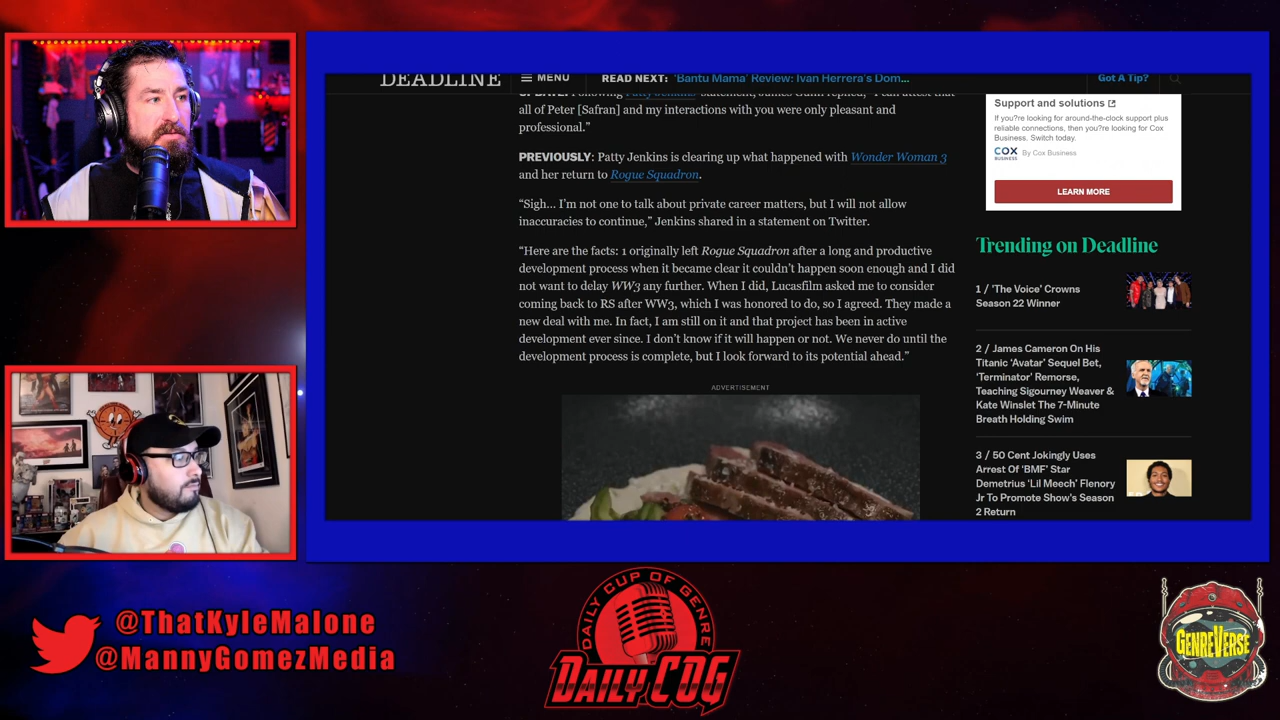 DEADLINE
MENU
READ NEXT: 'Bantu Mama' Review: Ivan Herrera's Dom...
Got A Tip?
all of Peter [Safran] and my interactions with you were only pleasant and
professional.”
PREVIOUSLY: Patty Jenkins is clearing up what happened with Wonder Woman 3
and her return to Rogue Squadron.
“Sigh... I’m not one to talk about private career matters, but I will not allow
inaccuracies to continue,” Jenkins shared in a statement on Twitter.
“Here are the facts: 1 originally left Rogue Squadron after a long and productive
development process when it became clear it couldn’t happen soon enough and I did
not want to delay WW3 any further. When I did, Lucasfilm asked me to consider
coming back to RS after WW3, which I was honored to do, so I agreed. They made a
new deal with me. In fact, I am still on it and that project has been in active
development ever since. I don’t know if it will happen or not. We never do until the
development process is complete, but I look forward to its potential ahead.”
ADVERTISEMENT
Support and solutions
If you?re looking for around-the-clock support plus
reliable connections, then you?re looking for Cox
Business. Switch today.
COX
BUSINESS
By Cox Business
LEARN MORE
Trending on Deadline
1 / ‘The Voice’ Crowns
Season 22 Winner
2 / James Cameron On His
Titanic ‘Avatar’ Sequel Bet,
‘Terminator’ Remorse,
Teaching Sigourney Weaver &
Kate Winslet The 7-Minute
Breath Holding Swim
3 / 50 Cent Jokingly Uses
Arrest Of ‘BMF’ Star
Demetrius ‘Lil Meech’ Flenory
Jr To Promote Show’s Season
2 Return
@ThatKyleMalone
@MannyGomezMedia
DAILY CUP OF GENRE
DAILY COG
GENREVERSE